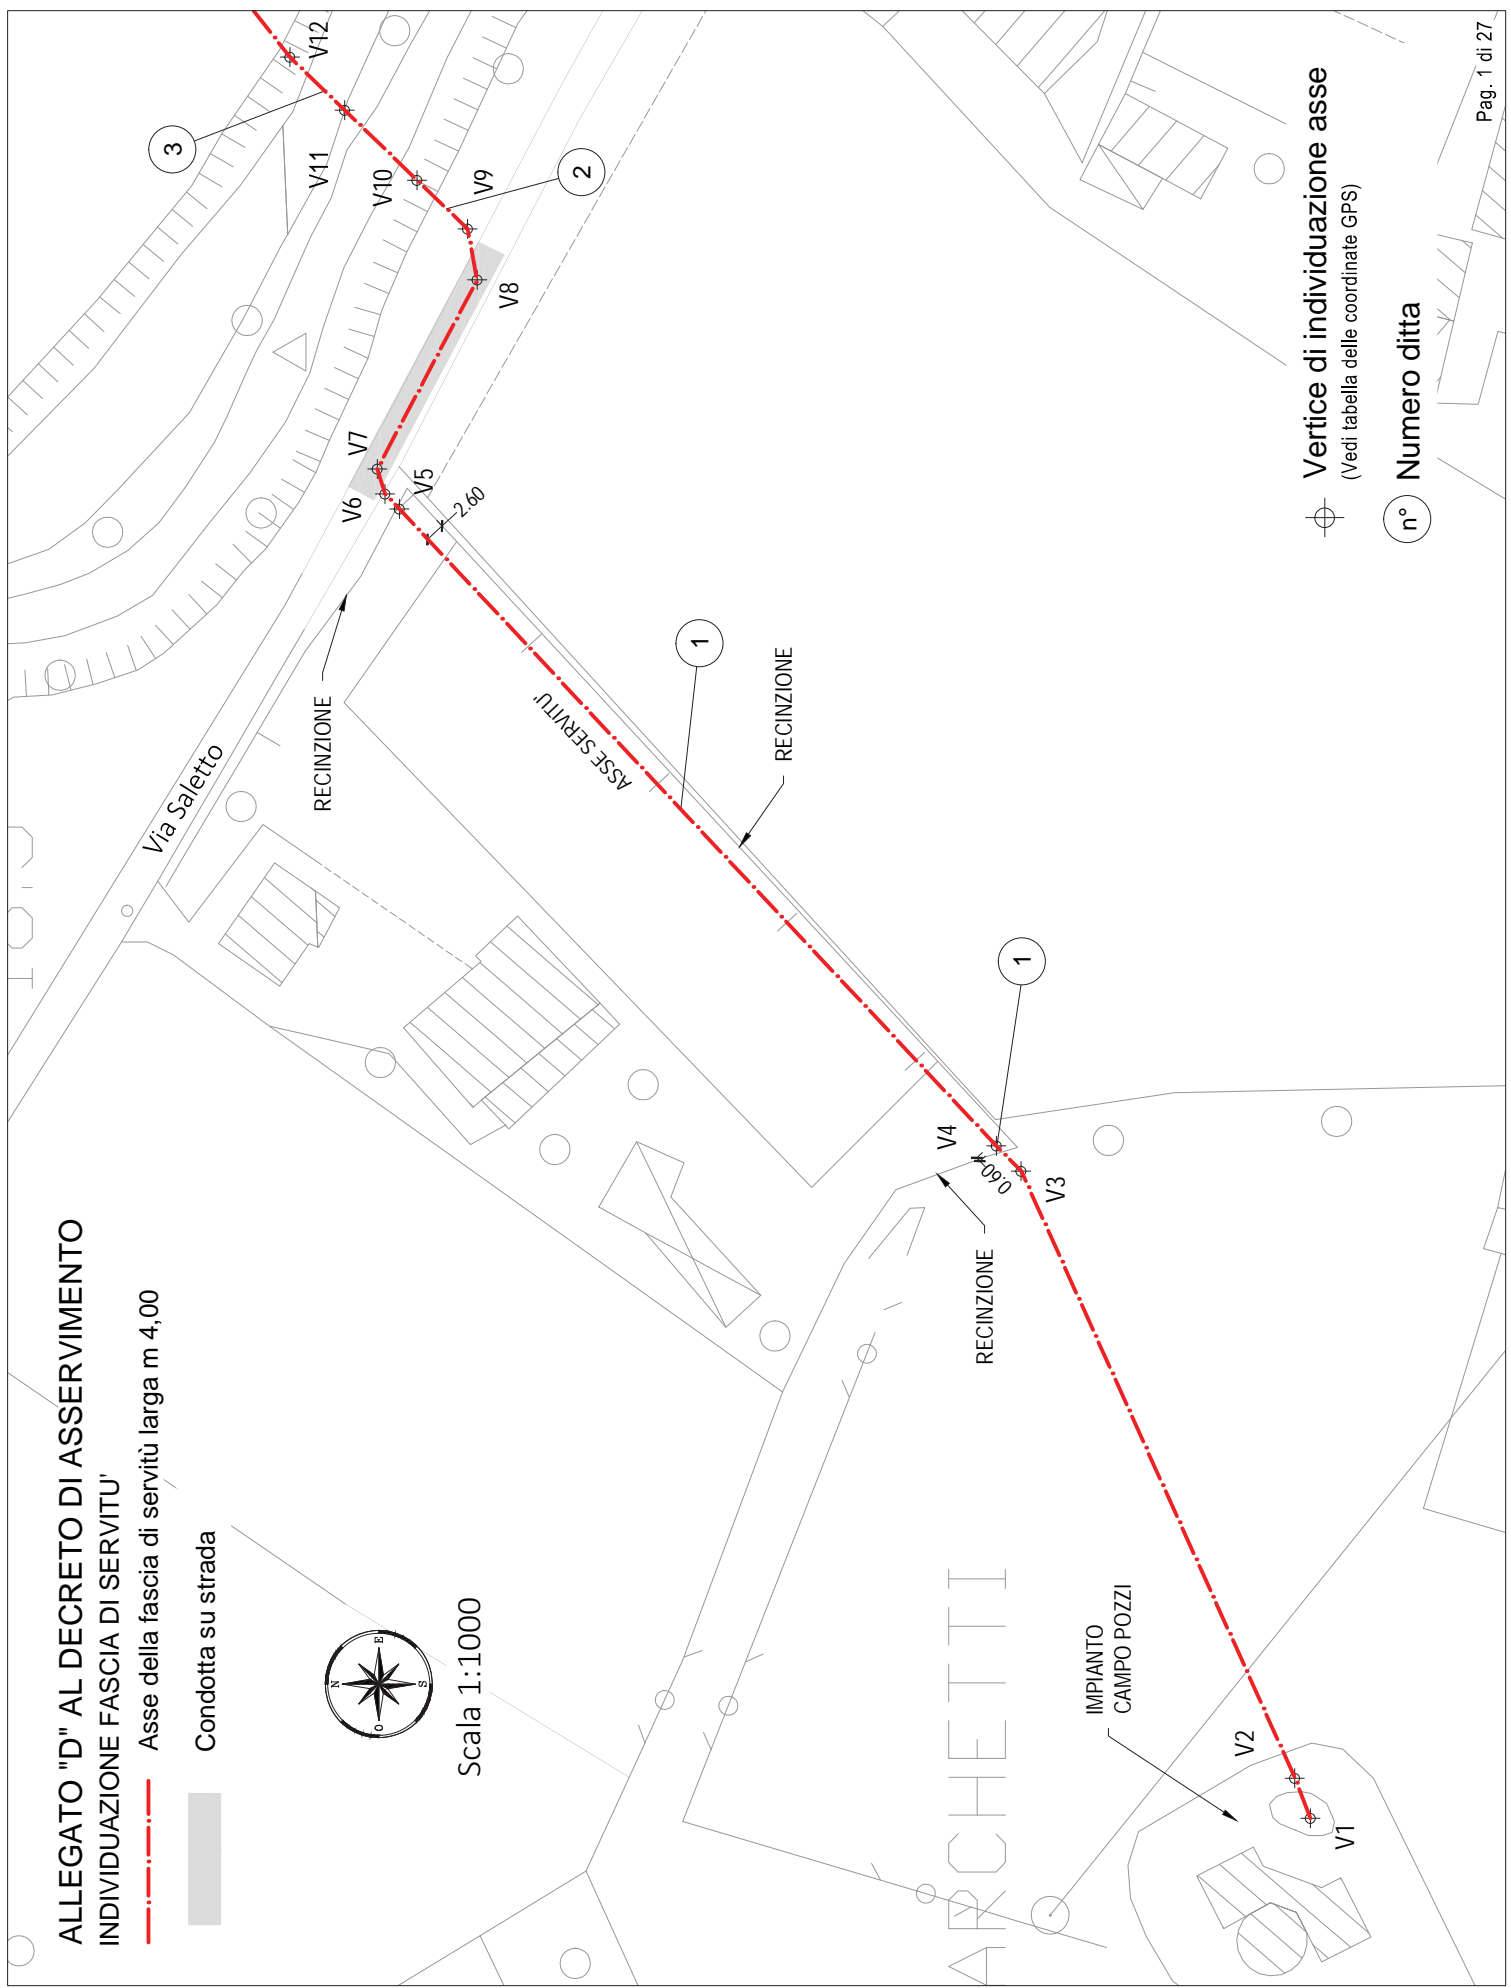 ALLEGATO "D" AL DECRETO DI ASSERVIMENTO
INDIVIDUAZIONE FASCIA DI SERVITU'
Asse della fascia di servitù larga m 4,00
Condotta su strada
N
E
S
O
Scala 1:1000
Via Saletto
RECINZIONE
ASSE SERVITU'
1
RECINZIONE
2.60
V5
V6
V7
V8
V9
2
V10
V11
3
V12
1
V4
0.60
V3
RECINZIONE
ARCHETTI
IMPIANTO
CAMPO POZZI
V2
V1
Vertice di individuazione asse
(Vedi tabella delle coordinate GPS)
n° Numero ditta
Pag. 1 di 27